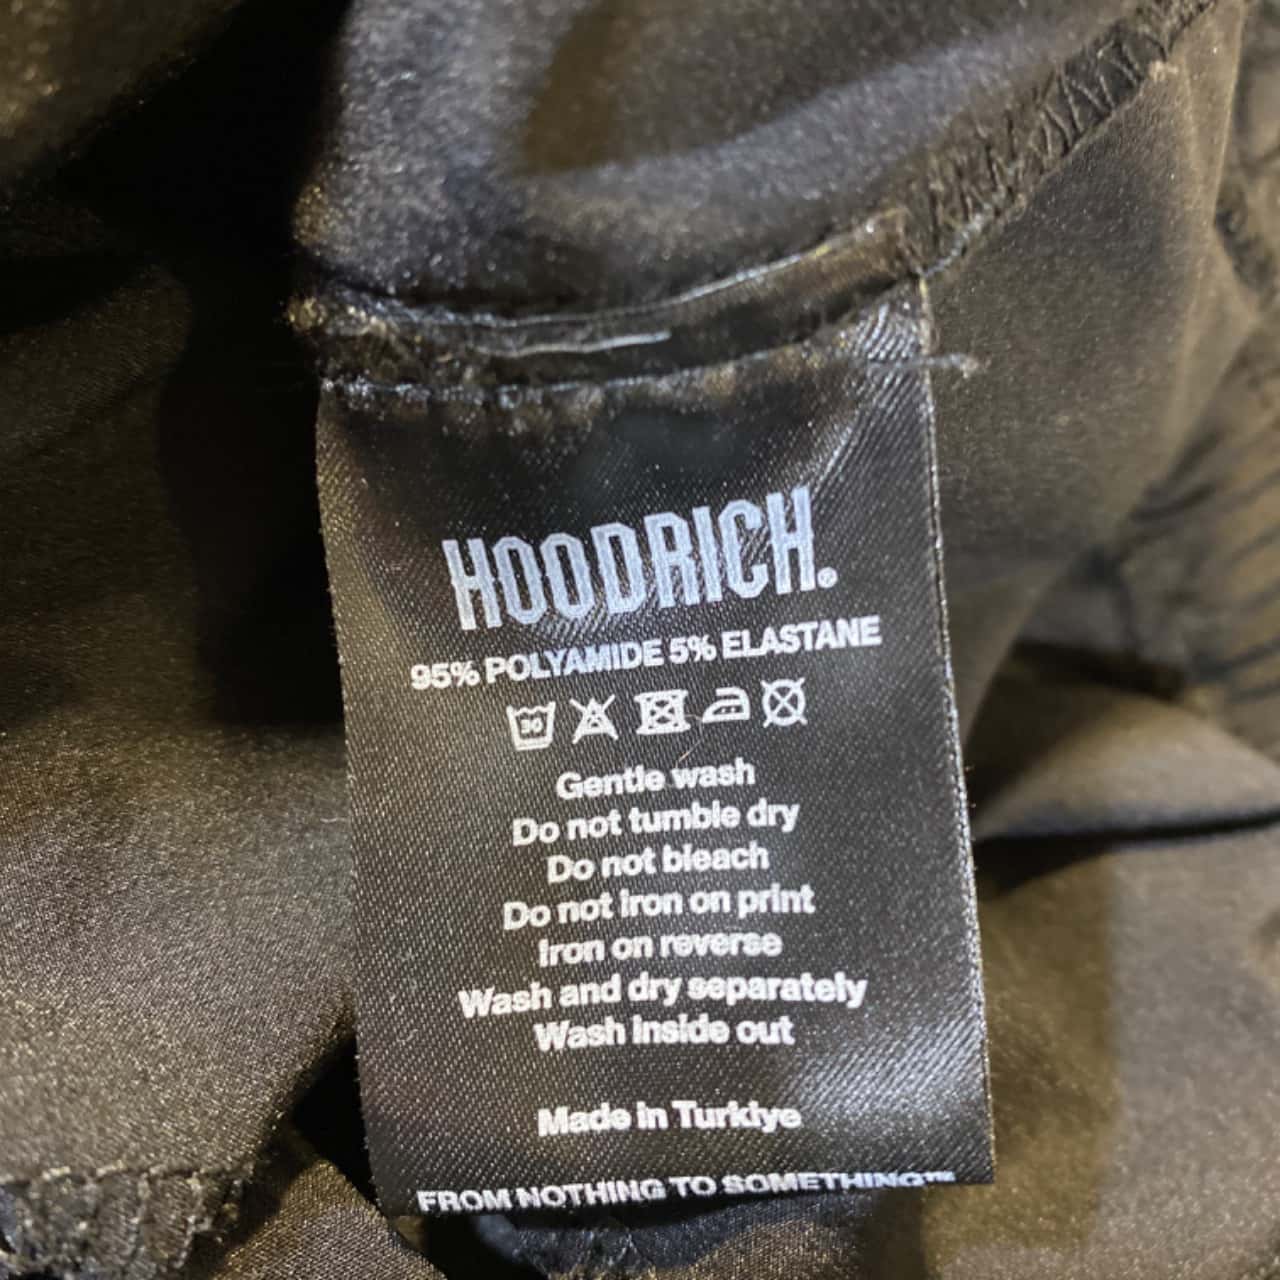 HOODRICH.
95% POLYAMIDE 5% ELASTANE
30
Gentle wash
Do not tumble dry
Do not bleach
Do not iron on print
Iron on reverse
Wash and dry separately
Wash inside out
Made in Turkiye
FROM NOTHING TO SOMETHING™